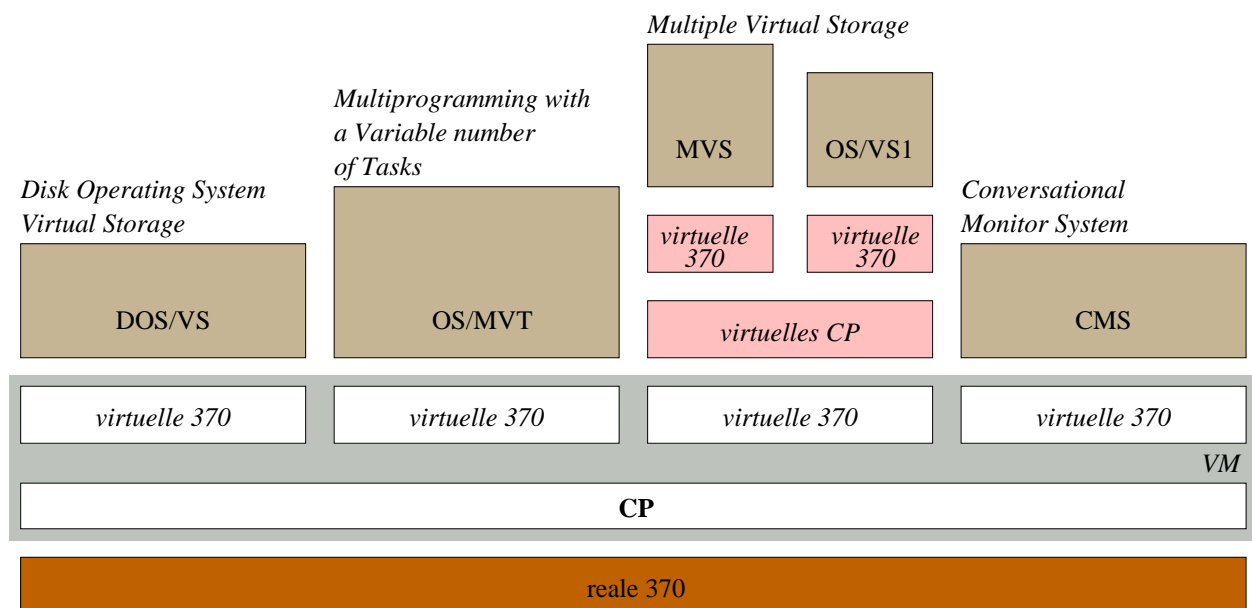 Multiple Virtual Storage
Multiprogramming with
a Variable number
of Tasks
MVS
OS/VS1
Disk Operating System
Virtual Storage
Conversational
Monitor System
virtuelle
370
virtuelle
370
DOS/VS
OS/MVT
virtuelles CP
CMS
virtuelle 370
virtuelle 370
virtuelle 370
virtuelle 370
VM
CP
reale 370